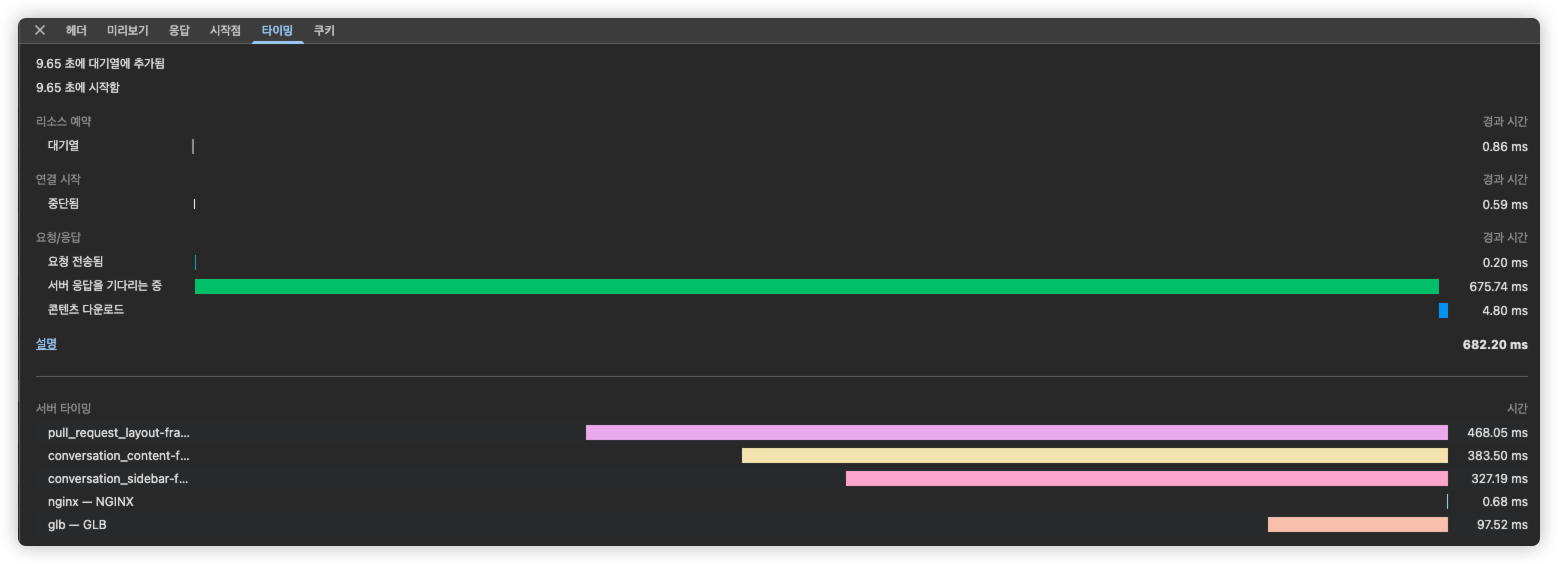 헤더 미리보기 응답 시작점 타이밍 쿠키
9.65 초에 대기열에 추가됨
9.65 초에 시작함
리소스 예약 경과 시간
대기열 0.86 ms
연결 시작 경과 시간
중단됨 0.59 ms
요청/응답 경과 시간
요청 전송됨 0.20 ms
서버 응답을 기다리는 중 675.74 ms
콘텐츠 다운로드 4.80 ms
설명 682.20 ms
서버 타이밍 시간
pull_request_layout-fra... 468.05 ms
conversation_content-f... 383.50 ms
conversation_sidebar-f... 327.19 ms
nginx — NGINX 0.68 ms
glb — GLB 97.52 ms